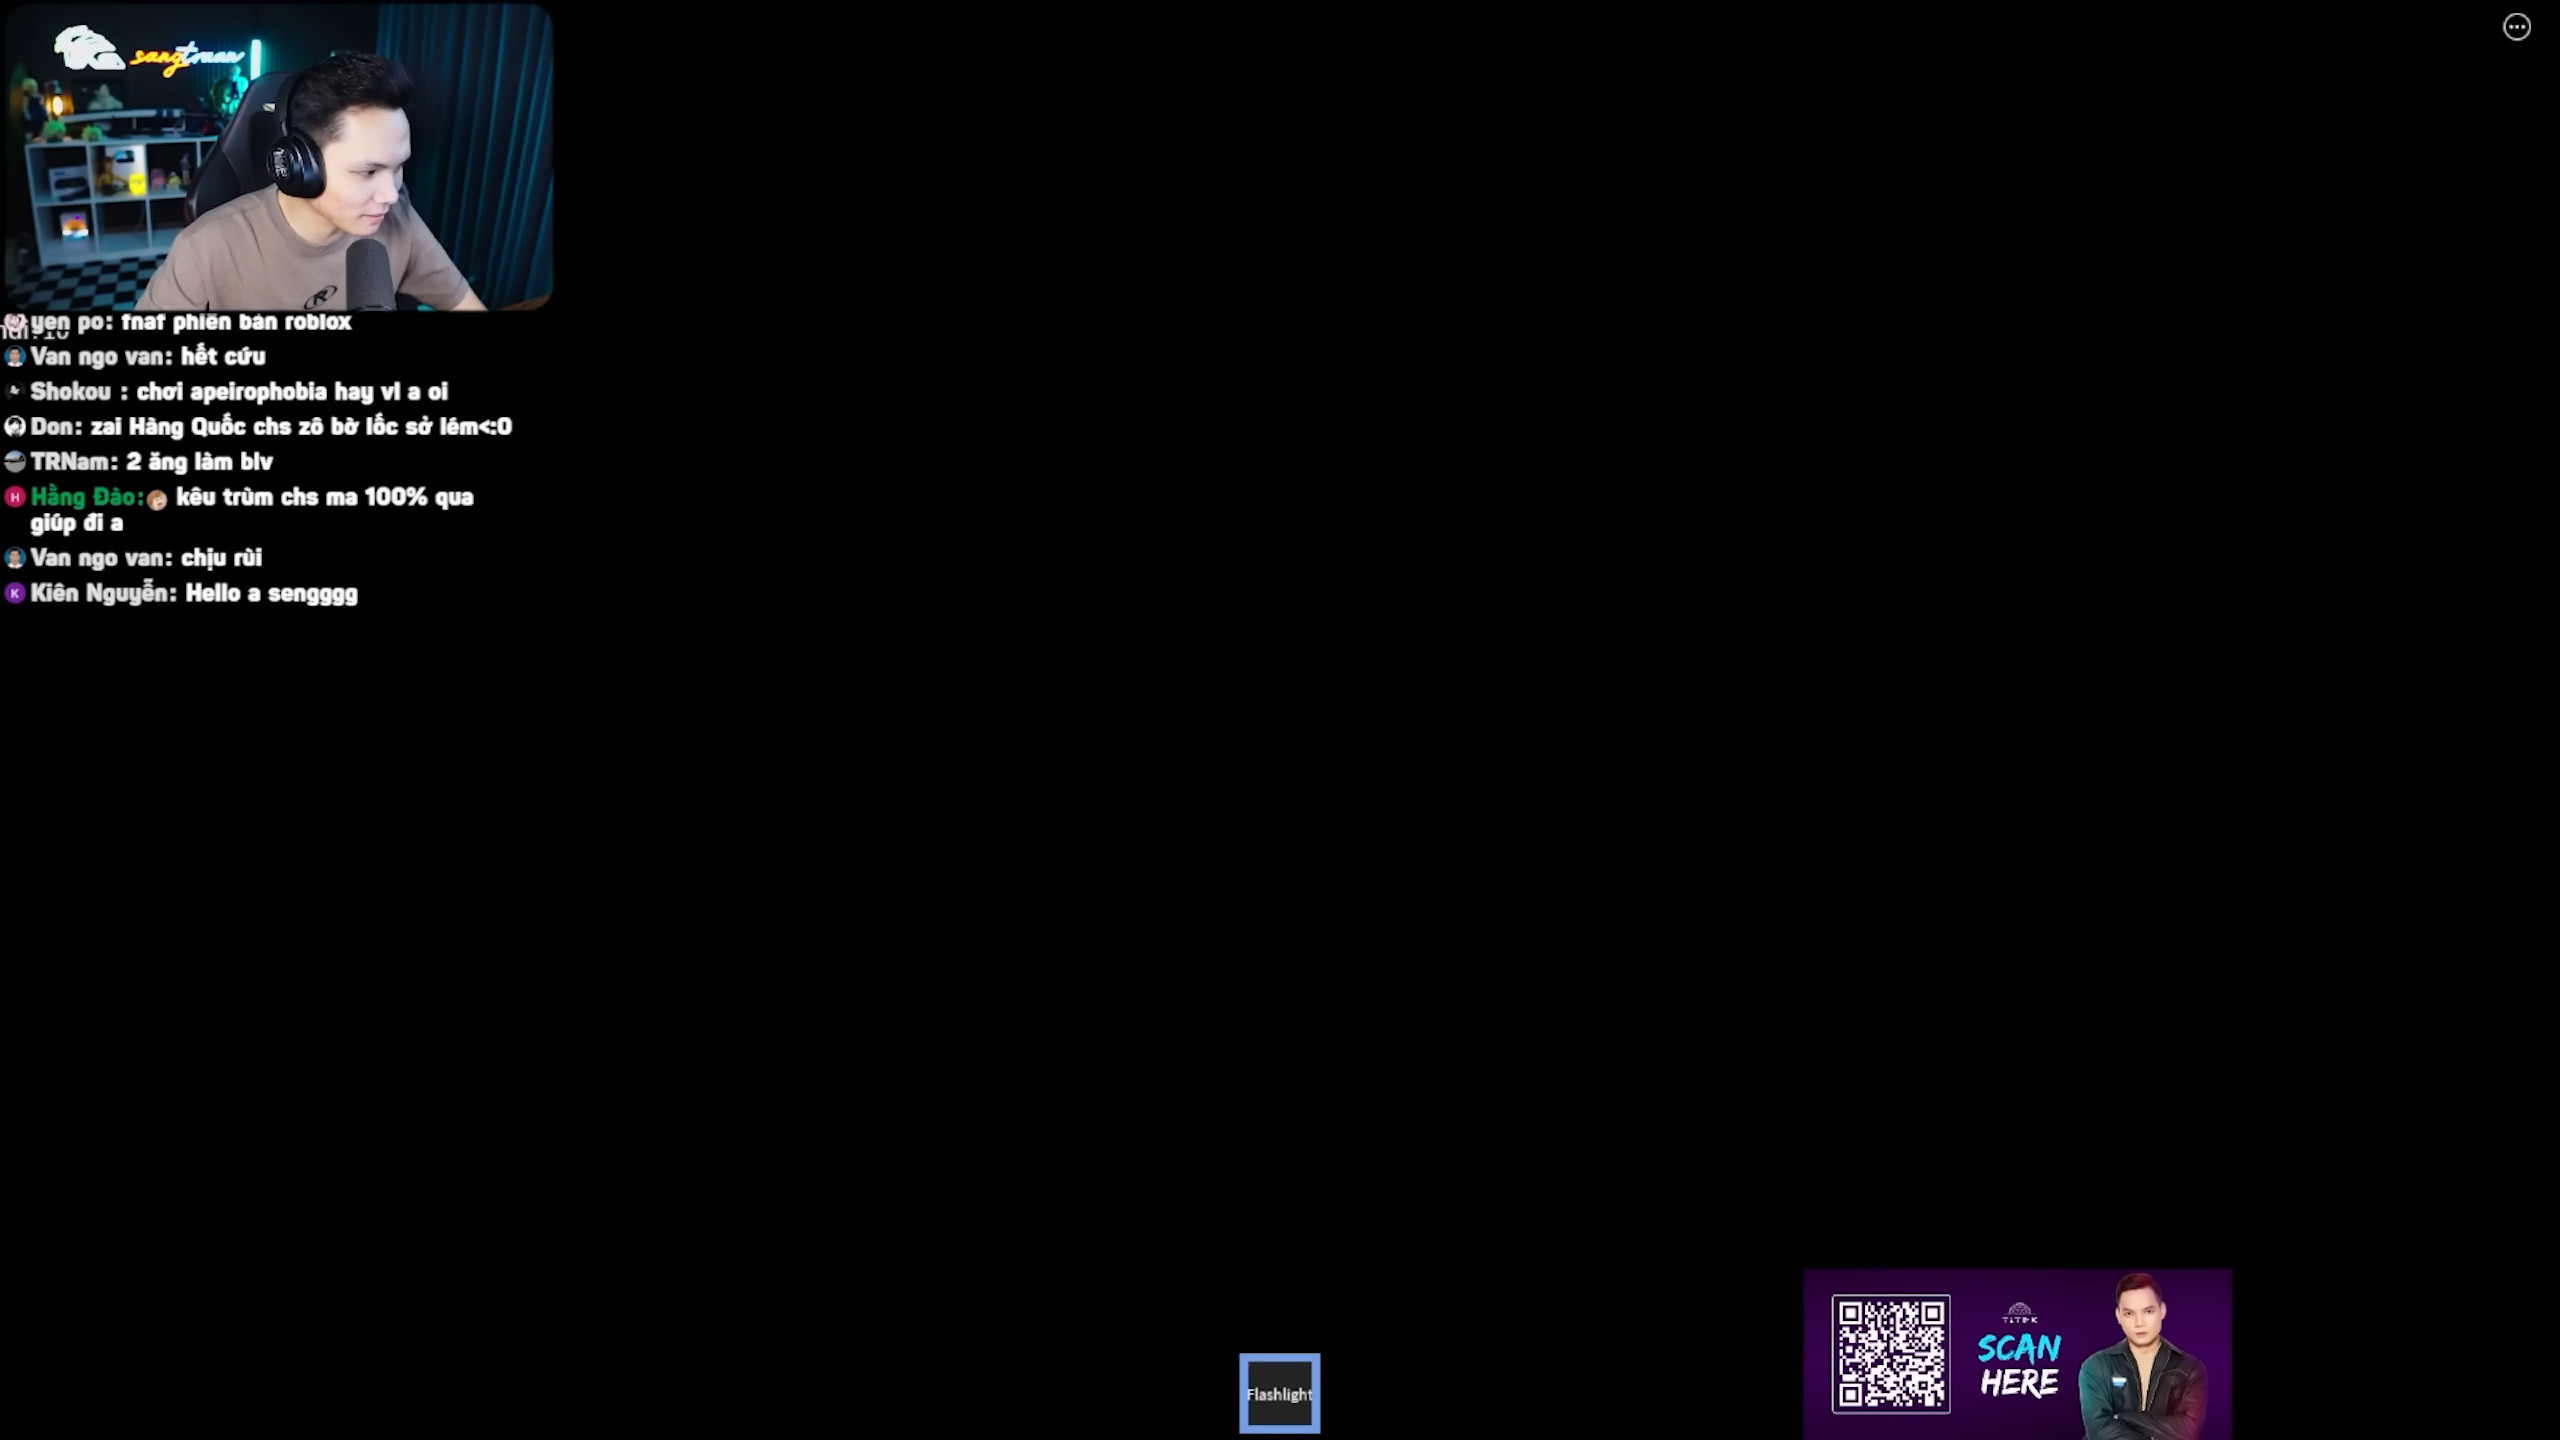 sangtraan
yen po: fnaf phiên bản roblox
Van ngo van: hết cứu
Shokou : chơi apeirophobia hay vl a oi
Don: zai Hàng Quốc chs zô bờ lốc sở lém<:0
TRNam: 2 ăng làm blv
H Hằng Đào: kêu trùm chs ma 100% qua
giúp đi a
Van ngo van: chịu rùi
K Kiên Nguyễn: Hello a sengggg
SCAN
HERE
Flashlight